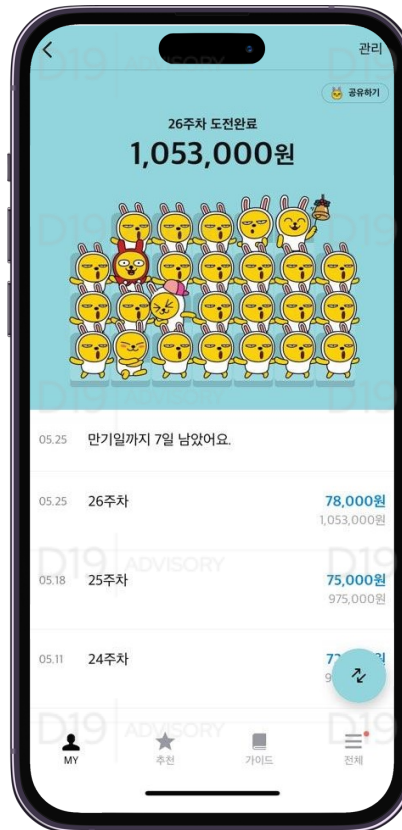 관리
공유하기
26주차 도전완료
1,053,000원
05.25 만기일까지 7일 남았어요.
05.25 26주차 78,000원
1,053,000원
05.18 25주차 75,000원
975,000원
05.11 24주차
MY 추천 가이드 전체
D19 ADVISORY